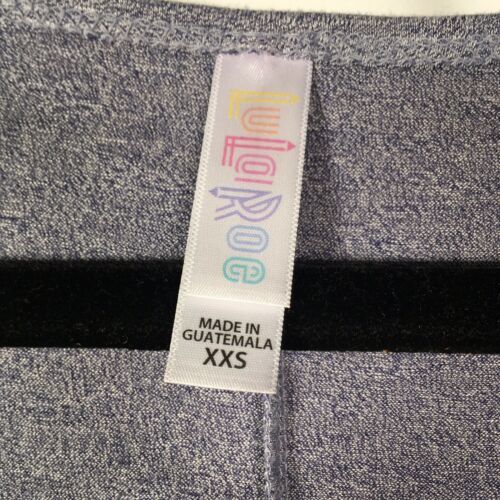 LuLaRoe
MADE IN
GUATEMALA
XXS